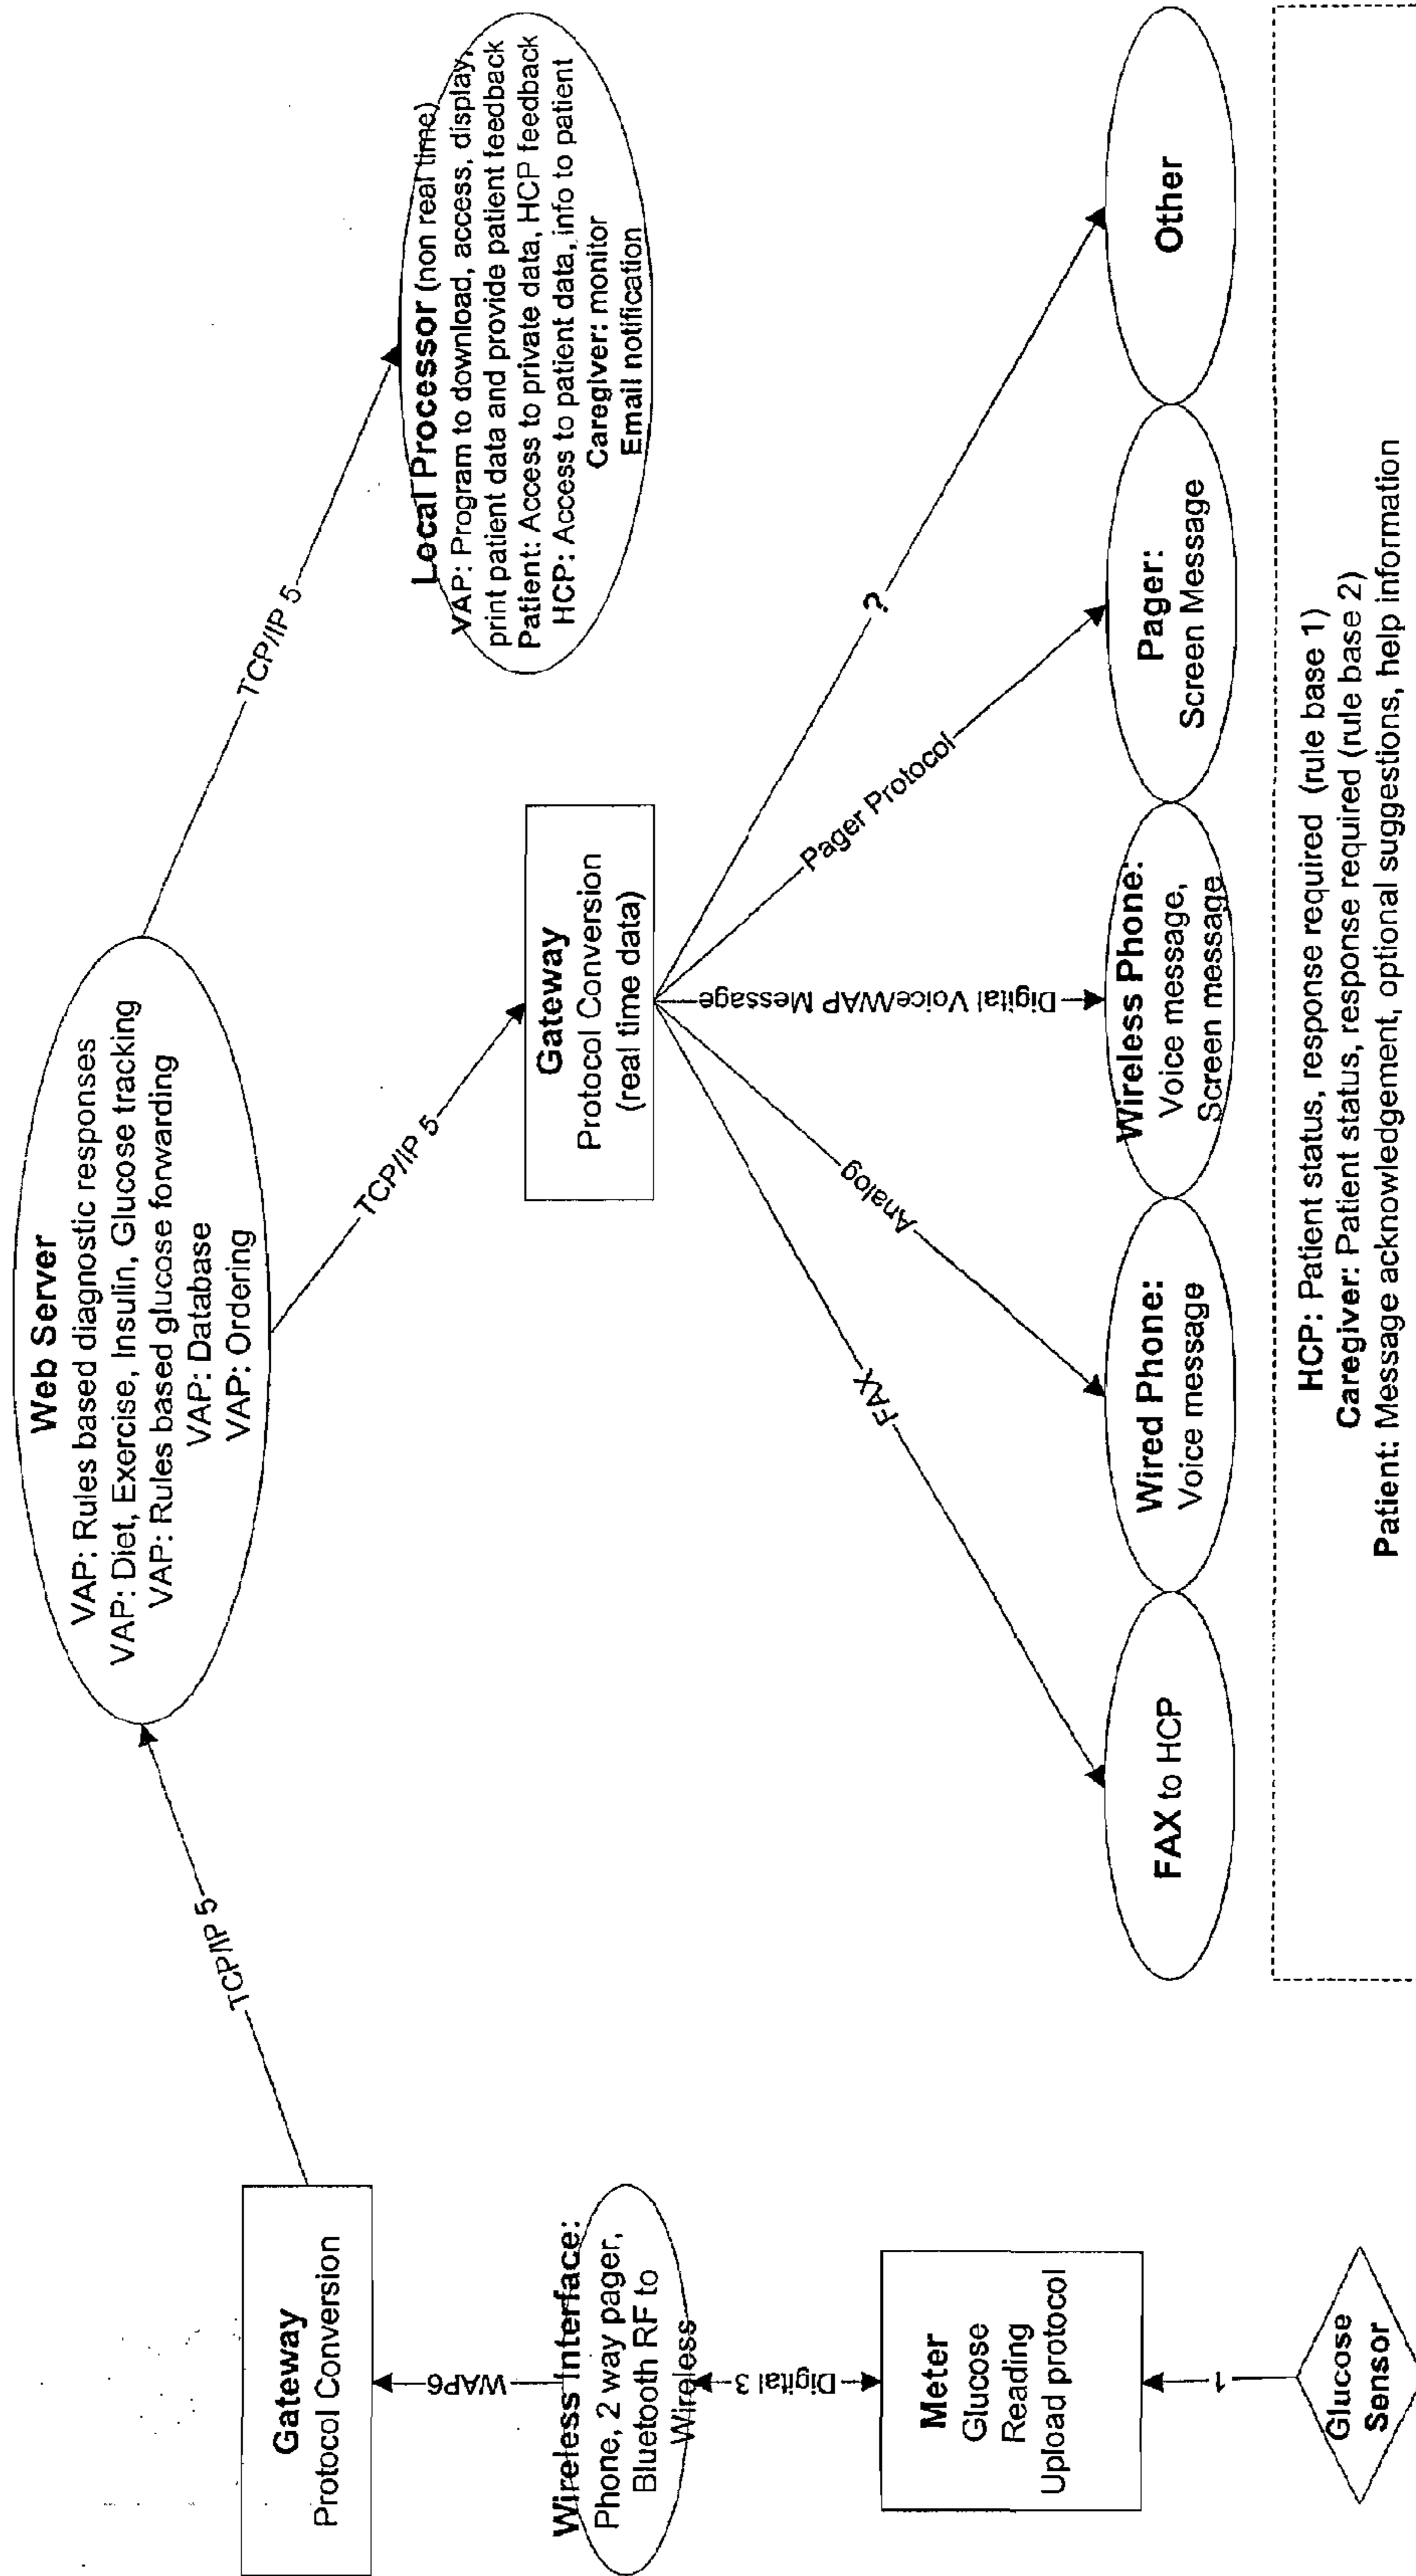 Web Server
VAP: Rules based diagnostic responses
VAP: Diet, Exercise, Insulin, Glucose tracking
VAP: Rules based glucose forwarding
VAP: Database
VAP: Ordering
TCP/IP 5
TCP/IP 5
TCP/IP 5
Gateway
Protocol Conversion
WAP6
Wireless Interface:
Phone, 2 way pager,
Bluetooth RF to
Wireless
Digital 3
Meter
Glucose
Reading
Upload protocol
1
Glucose
Sensor
Local Processor (non real time)
VAP: Program to download, access, display,
print patient data and provide patient feedback
Patient: Access to private data, HCP feedback
HCP: Access to patient data, info to patient
Caregiver: monitor
Email notification
Gateway
Protocol Conversion
(real time data)
FAX
Analog
Digital Voice/WAP Message
Pager Protocol
?
FAX to HCP
Wired Phone:
Voice message
Wireless Phone:
Voice message,
Screen message
Pager:
Screen Message
Other
HCP: Patient status, response required (rule base 1)
Caregiver: Patient status, response required (rule base 2)
Patient: Message acknowledgement, optional suggestions, help information